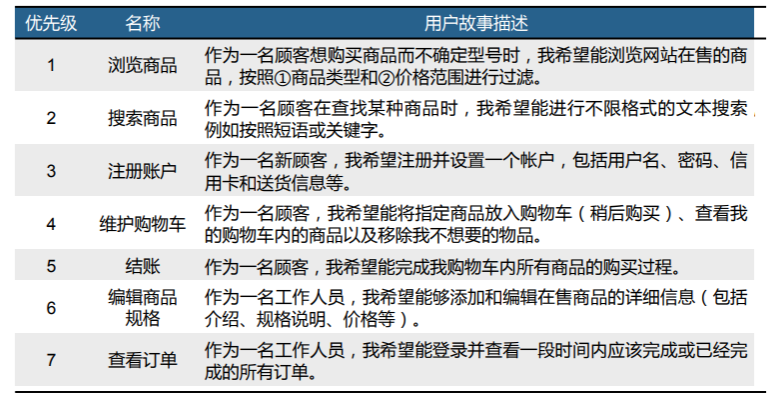 优先级 名称 用户故事描述
1 浏览商品 作为一名顾客想购买商品而不确定型号时，我希望能浏览网站在售的商
品，按照①商品类型和②价格范围进行过滤。
2 搜索商品 作为一名顾客在查找某种商品时，我希望能进行不限格式的文本搜索，
例如按照短语或关键字。
3 注册账户 作为一名新顾客，我希望注册并设置一个帐户，包括用户名、密码、信
用卡和送货信息等。
4 维护购物车 作为一名顾客，我希望能将指定商品放入购物车（稍后购买）、查看我
的购物车内的商品以及移除我不想要的物品。
5 结账 作为一名顾客，我希望能完成我购物车内所有商品的购买过程。
6 编辑商品
规格 作为一名工作人员，我希望能够添加和编辑在售商品的详细信息（包括
介绍、规格说明、价格等）。
7 查看订单 作为一名工作人员，我希望能登录并查看一段时间内应该完成或已经完
成的所有订单。